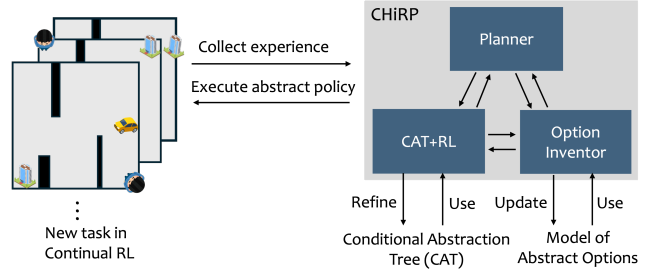 CHiRP
Planner
Collect experience
Execute abstract policy
CAT+RL
Option
Inventor
Refine
Use
Update
Use
New task in
Continual RL
Conditional Abstraction
Tree (CAT)
Model of
Abstract Options